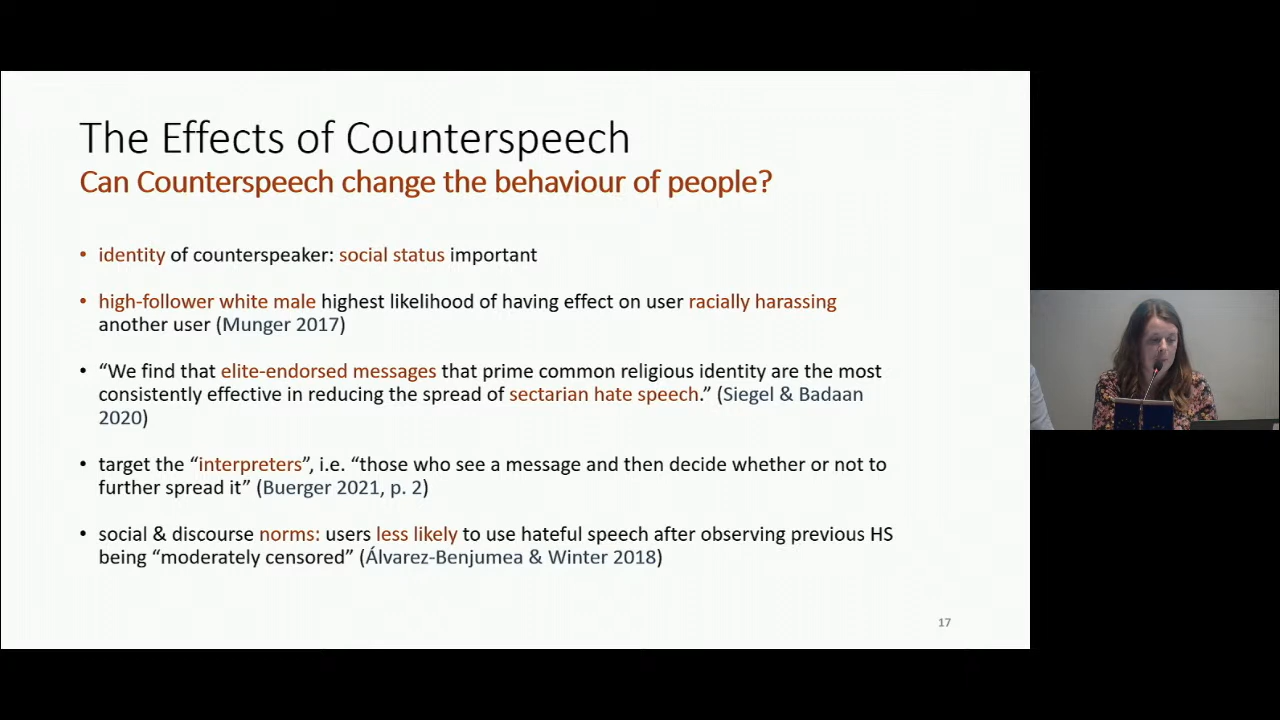 The Effects of Counterspeech
Can Counterspeech change the behaviour of people?
• identity of counterspeaker: social status important
• high-follower white male highest likelihood of having effect on user racially harassing
another user (Munger 2017)
• “We find that elite-endorsed messages that prime common religious identity are the most
consistently effective in reducing the spread of sectarian hate speech.” (Siegel & Badaan
2020)
• target the “interpreters”, i.e. “those who see a message and then decide whether or not to
further spread it” (Buerger 2021, p. 2)
• social & discourse norms: users less likely to use hateful speech after observing previous HS
being “moderately censored” (Álvarez-Benjumea & Winter 2018)
17